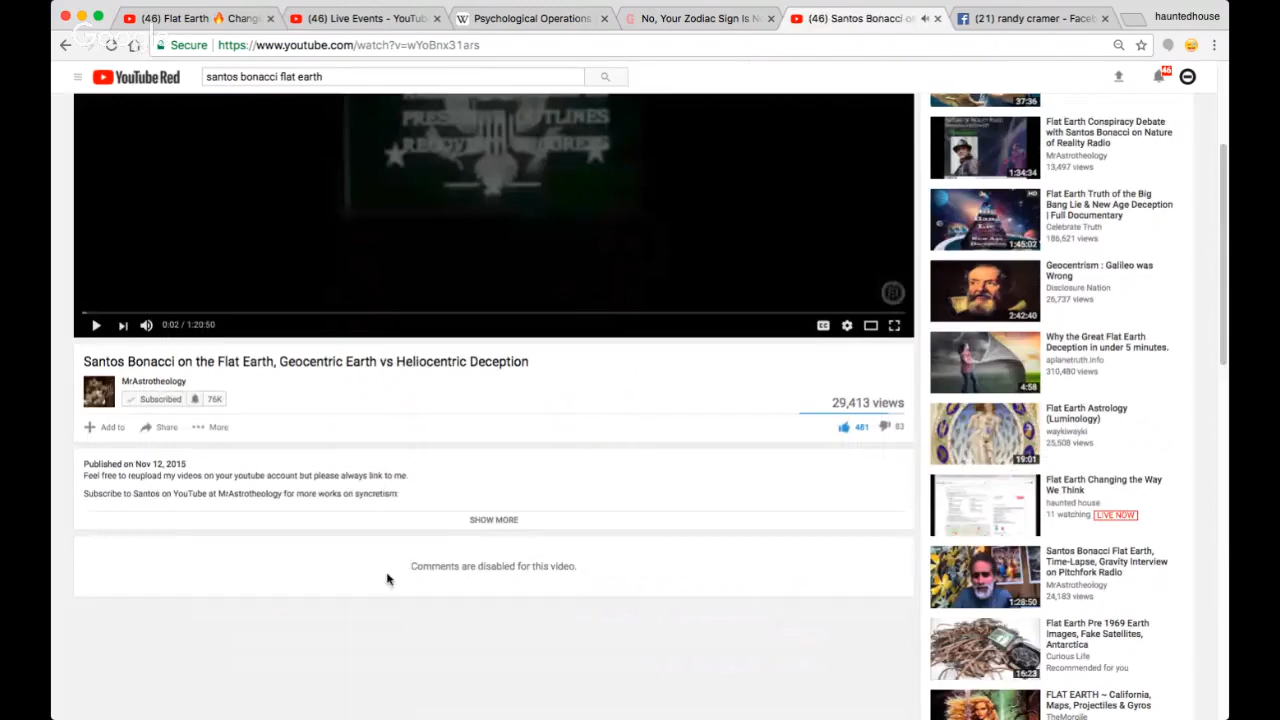 (46) Flat Earth 🔥 Changi
(46) Live Events - YouTub
Psychological Operations
No, Your Zodiac Sign Is N
(46) Santos Bonacci o
(21) randy cramer - Face
hauntedhouse
Secure
https://www.youtube.com/watch?v=wYoBnx31ars
YouTube Red
santos bonacci flat earth
46
0:02 / 1:20:50
CC
Santos Bonacci on the Flat Earth, Geocentric Earth vs Heliocentric Deception
MrAstrotheology
Subscribed
76K
29,413 views
Add to
Share
More
481
83
Published on Nov 12, 2015
Feel free to reupload my videos on your youtube account but please always link to me.
Subscribe to Santos on YouTube at MrAstrotheology for more works on syncretism:
SHOW MORE
Comments are disabled for this video.
37:36
Flat Earth Conspiracy Debate
with Santos Bonacci on Nature
of Reality Radio
MrAstrotheology
13,497 views
1:34:34
Flat Earth Truth of the Big
Bang Lie & New Age Deception
| Full Documentary
Celebrate Truth
186,621 views
HD
1:45:02
Geocentrism : Galileo was
Wrong
Disclosure Nation
26,737 views
2:42:40
Why the Great Flat Earth
Deception in under 5 minutes.
aplanetruth.info
310,480 views
4:58
Flat Earth Astrology
(Luminology)
waykiwayki
25,508 views
19:01
Flat Earth Changing the Way
We Think
haunted house
11 watching
LIVE NOW
Santos Bonacci Flat Earth,
Time-Lapse, Gravity Interview
on Pitchfork Radio
MrAstrotheology
24,183 views
1:28:50
Flat Earth Pre 1969 Earth
Images, Fake Satellites,
Antarctica
Curious Life
Recommended for you
16:23
FLAT EARTH ~ California,
Maps, Projectiles & Gyros
TheMorgile